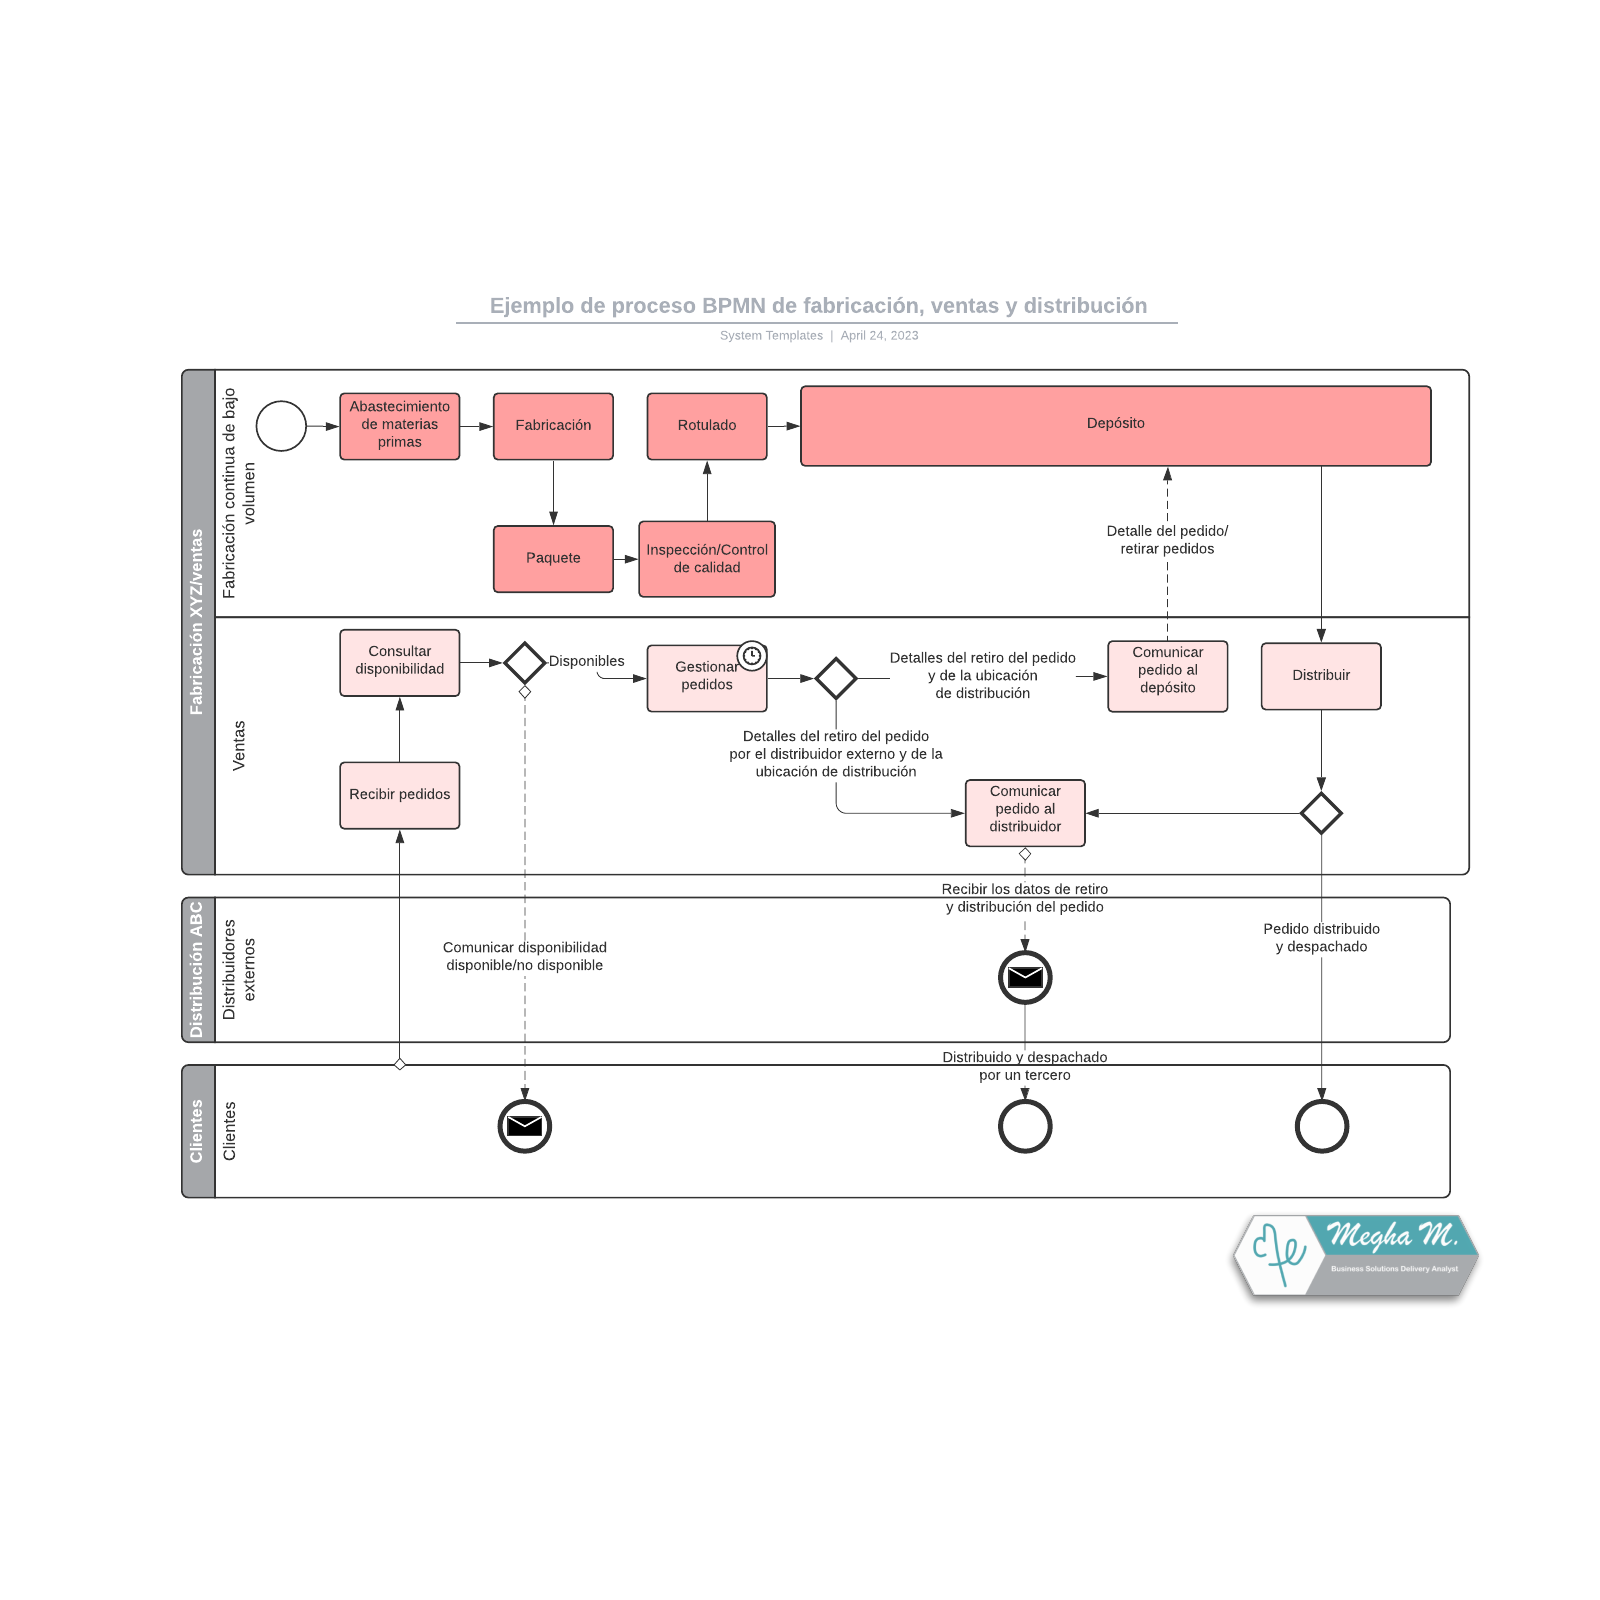 Ejemplo de proceso BPMN de fabricación, ventas y distribución
System Templates | April 24, 2023
Fabricación XYZ/ventas
Fabricación continua de bajo
volumen
Abastecimiento
de materias
primas
Fabricación
Rotulado
Depósito
Paquete
Inspección/Control
de calidad
Detalle del pedido/
retirar pedidos
Ventas
Consultar
disponibilidad
Disponibles
Gestionar
pedidos
Detalles del retiro del pedido
y de la ubicación
de distribución
Comunicar
pedido al
depósito
Distribuir
Detalles del retiro del pedido
por el distribuidor externo y de la
ubicación de distribución
Recibir pedidos
Comunicar
pedido al
distribuidor
Distribución ABC
Distribuidores
externos
Recibir los datos de retiro
y distribución del pedido
Comunicar disponibilidad
disponible/no disponible
Pedido distribuido
y despachado
Distribuido y despachado
por un tercero
Clientes
Clientes
Megha M.
Business Solutions Delivery Analyst